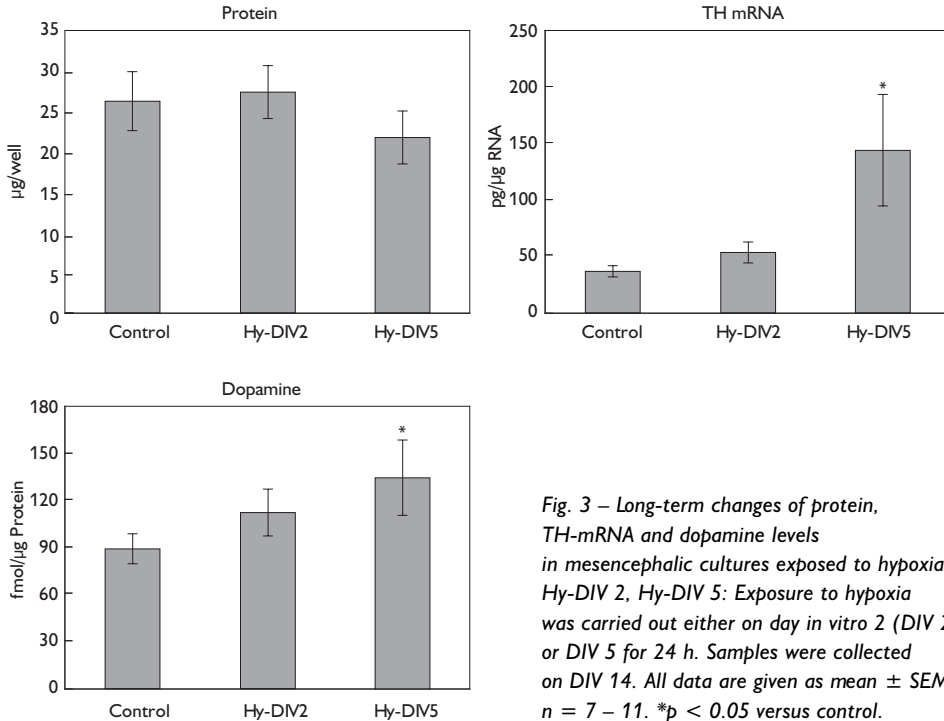 Protein
35
30
25
20
15
10
5
0
µg/well
Control Hy-DIV2 Hy-DIV5
TH mRNA
250
200
150
100
50
0
pg/µg RNA
*
Control Hy-DIV2 Hy-DIV5
Dopamine
180
150
120
90
60
30
0
fmol/µg Protein
*
Control Hy-DIV2 Hy-DIV5
Fig. 3 – Long-term changes of protein,
TH-mRNA and dopamine levels
in mesencephalic cultures exposed to hypoxia
Hy-DIV 2, Hy-DIV 5: Exposure to hypoxia
was carried out either on day in vitro 2 (DIV 2
or DIV 5 for 24 h. Samples were collected
on DIV 14. All data are given as mean ± SEM
n = 7 – 11. *p < 0.05 versus control.